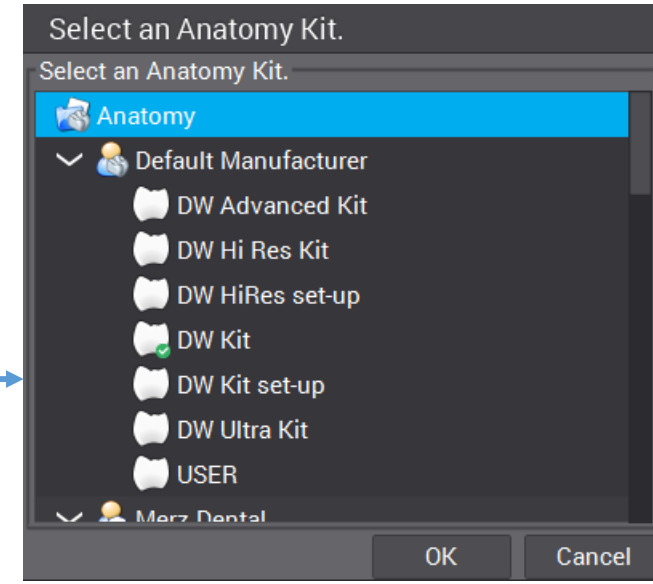 Select an Anatomy Kit.
Select an Anatomy Kit.
Anatomy
Default Manufacturer
DW Advanced Kit
DW Hi Res Kit
DW HiRes set-up
DW Kit
DW Kit set-up
DW Ultra Kit
USER
Merz Dental
OK Cancel